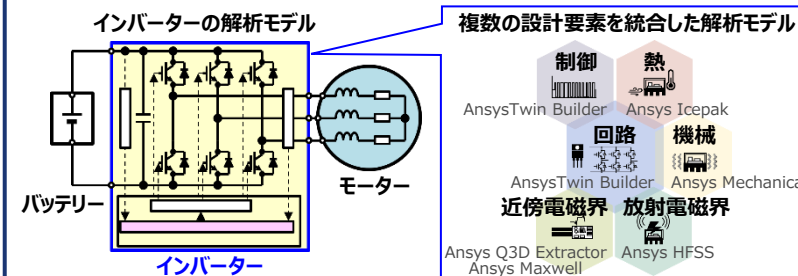 インバーターの解析モデル
バッテリー
モーター
インバーター
複数の設計要素を統合した解析モデル
制御
AnsysTwin Builder
熱
Ansys Icepak
回路
AnsysTwin Builder
機械
Ansys Mechanica
近傍電磁界
Ansys Q3D Extractor
Ansys Maxwell
放射電磁界
Ansys HFSS